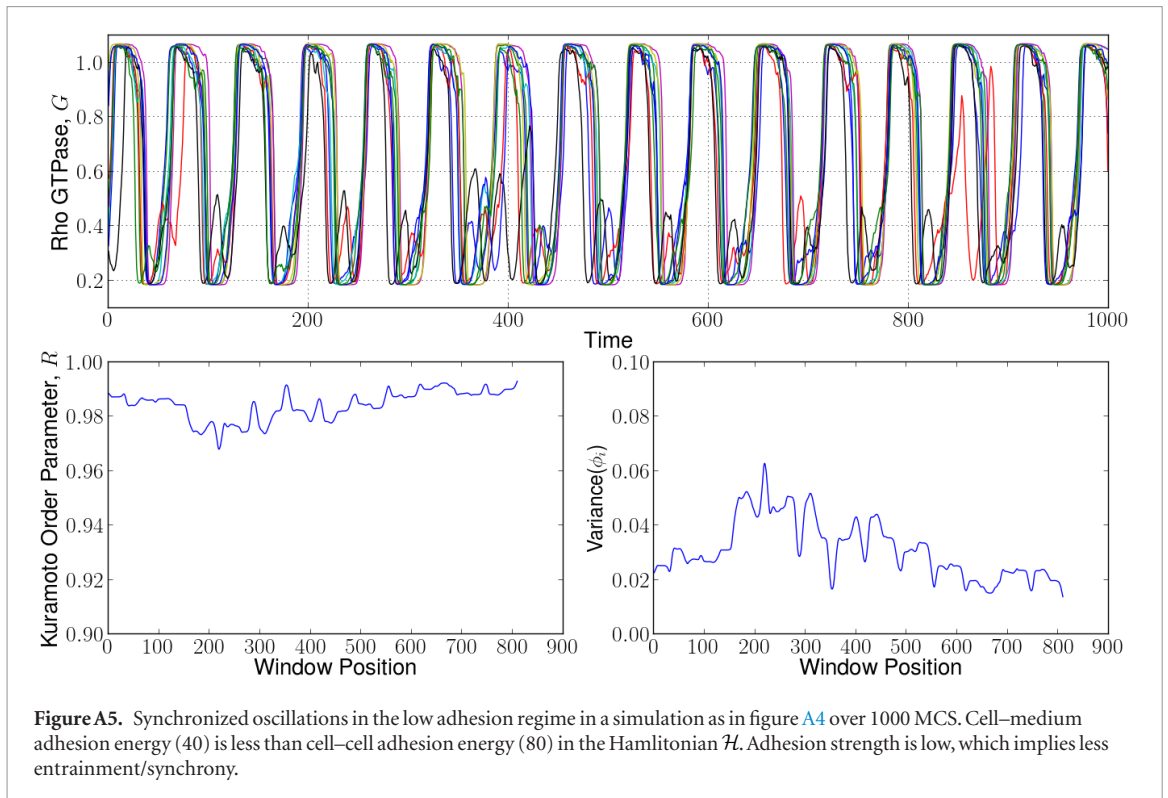 Rho GTPase, G
1.0
0.8
0.6
0.4
0.2
0 200 400 600 800 1000
Time
Kuramoto Order Parameter, R
1.00
0.98
0.96
0.94
0.92
0.90
0 100 200 300 400 500 600 700 800 900
Window Position
Variance(ϕᵢ)
0.10
0.08
0.06
0.04
0.02
0.00
0 100 200 300 400 500 600 700 800 900
Window Position
Figure A5. Synchronized oscillations in the low adhesion regime in a simulation as in figure A4 over 1000 MCS. Cell–medium
adhesion energy (40) is less than cell–cell adhesion energy (80) in the Hamlitonian ℋ. Adhesion strength is low, which implies less
entrainment/synchrony.